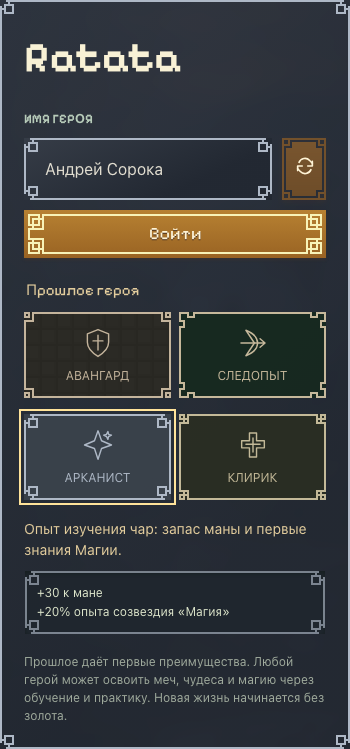 Ratata
ИМЯ ГЕРОЯ
Андрей Сорока
Войти
Прошлое героя
АВАНГАРД
СЛЕДОПЫТ
АРКАНИСТ
КЛИРИК
Опыт изучения чар: запас маны и первые
знания Магии.
+30 к мане
+20% опыта созвездия «Магия»
Прошлое даёт первые преимущества. Любой
герой может освоить меч, чудеса и магию через
обучение и практику. Новая жизнь начинается без
золота.